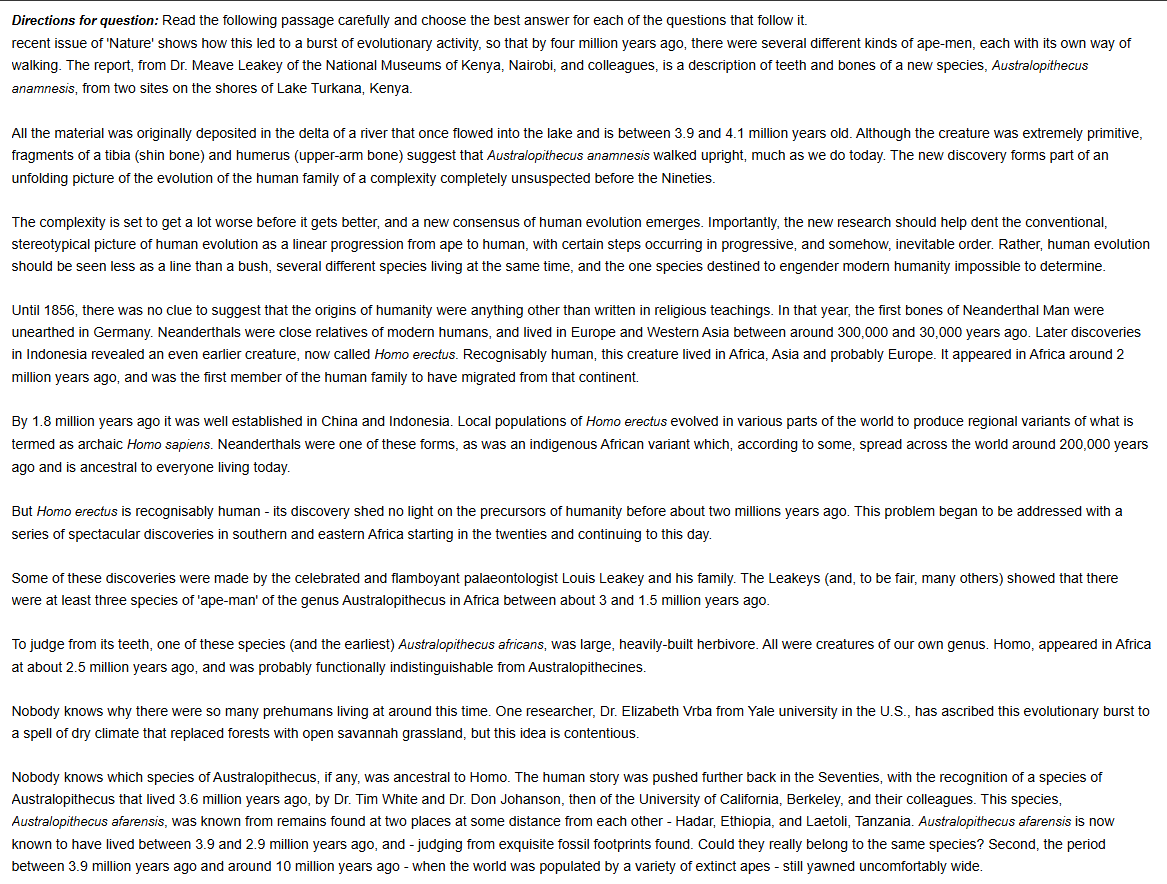 Directions for question: Read the following passage carefully and choose the best answer for each of the questions that follow it.
recent issue of 'Nature' shows how this led to a burst of evolutionary activity, so that by four million years ago, there were several different kinds of ape-men, each with its own way of
walking. The report, from Dr. Meave Leakey of the National Museums of Kenya, Nairobi, and colleagues, is a description of teeth and bones of a new species, Australopithecus
anamnesis, from two sites on the shores of Lake Turkana, Kenya.
All the material was originally deposited in the delta of a river that once flowed into the lake and is between 3.9 and 4.1 million years old. Although the creature was extremely primitive,
fragments of a tibia (shin bone) and humerus (upper-arm bone) suggest that Australopithecus anamnesis walked upright, much as we do today. The new discovery forms part of an
unfolding picture of the evolution of the human family of a complexity completely unsuspected before the Nineties.
The complexity is set to get a lot worse before it gets better, and a new consensus of human evolution emerges. Importantly, the new research should help dent the conventional,
stereotypical picture of human evolution as a linear progression from ape to human, with certain steps occurring in progressive, and somehow, inevitable order. Rather, human evolution
should be seen less as a line than a bush, several different species living at the same time, and the one species destined to engender modern humanity impossible to determine.
Until 1856, there was no clue to suggest that the origins of humanity were anything other than written in religious teachings. In that year, the first bones of Neanderthal Man were
unearthed in Germany. Neanderthals were close relatives of modern humans, and lived in Europe and Western Asia between around 300,000 and 30,000 years ago. Later discoveries
in Indonesia revealed an even earlier creature, now called Homo erectus. Recognisably human, this creature lived in Africa, Asia and probably Europe. It appeared in Africa around 2
million years ago, and was the first member of the human family to have migrated from that continent.
By 1.8 million years ago it was well established in China and Indonesia. Local populations of Homo erectus evolved in various parts of the world to produce regional variants of what is
termed as archaic Homo sapiens. Neanderthals were one of these forms, as was an indigenous African variant which, according to some, spread across the world around 200,000 years
ago and is ancestral to everyone living today.
But Homo erectus is recognisably human - its discovery shed no light on the precursors of humanity before about two millions years ago. This problem began to be addressed with a
series of spectacular discoveries in southern and eastern Africa starting in the twenties and continuing to this day.
Some of these discoveries were made by the celebrated and flamboyant palaeontologist Louis Leakey and his family. The Leakeys (and, to be fair, many others) showed that there
were at least three species of 'ape-man' of the genus Australopithecus in Africa between about 3 and 1.5 million years ago.
To judge from its teeth, one of these species (and the earliest) Australopithecus africans, was large, heavily-built herbivore. All were creatures of our own genus. Homo, appeared in Africa
at about 2.5 million years ago, and was probably functionally indistinguishable from Australopithecines.
Nobody knows why there were so many prehumans living at around this time. One researcher, Dr. Elizabeth Vrba from Yale university in the U.S., has ascribed this evolutionary burst to
a spell of dry climate that replaced forests with open savannah grassland, but this idea is contentious.
Nobody knows which species of Australopithecus, if any, was ancestral to Homo. The human story was pushed further back in the Seventies, with the recognition of a species of
Australopithecus that lived 3.6 million years ago, by Dr. Tim White and Dr. Don Johanson, then of the University of California, Berkeley, and their colleagues. This species,
Australopithecus afarensis, was known from remains found at two places at some distance from each other - Hadar, Ethiopia, and Laetoli, Tanzania. Australopithecus afarensis is now
known to have lived between 3.9 and 2.9 million years ago, and - judging from exquisite fossil footprints found. Could they really belong to the same species? Second, the period
between 3.9 million years ago and around 10 million years ago - when the world was populated by a variety of extinct apes - still yawned uncomfortably wide.